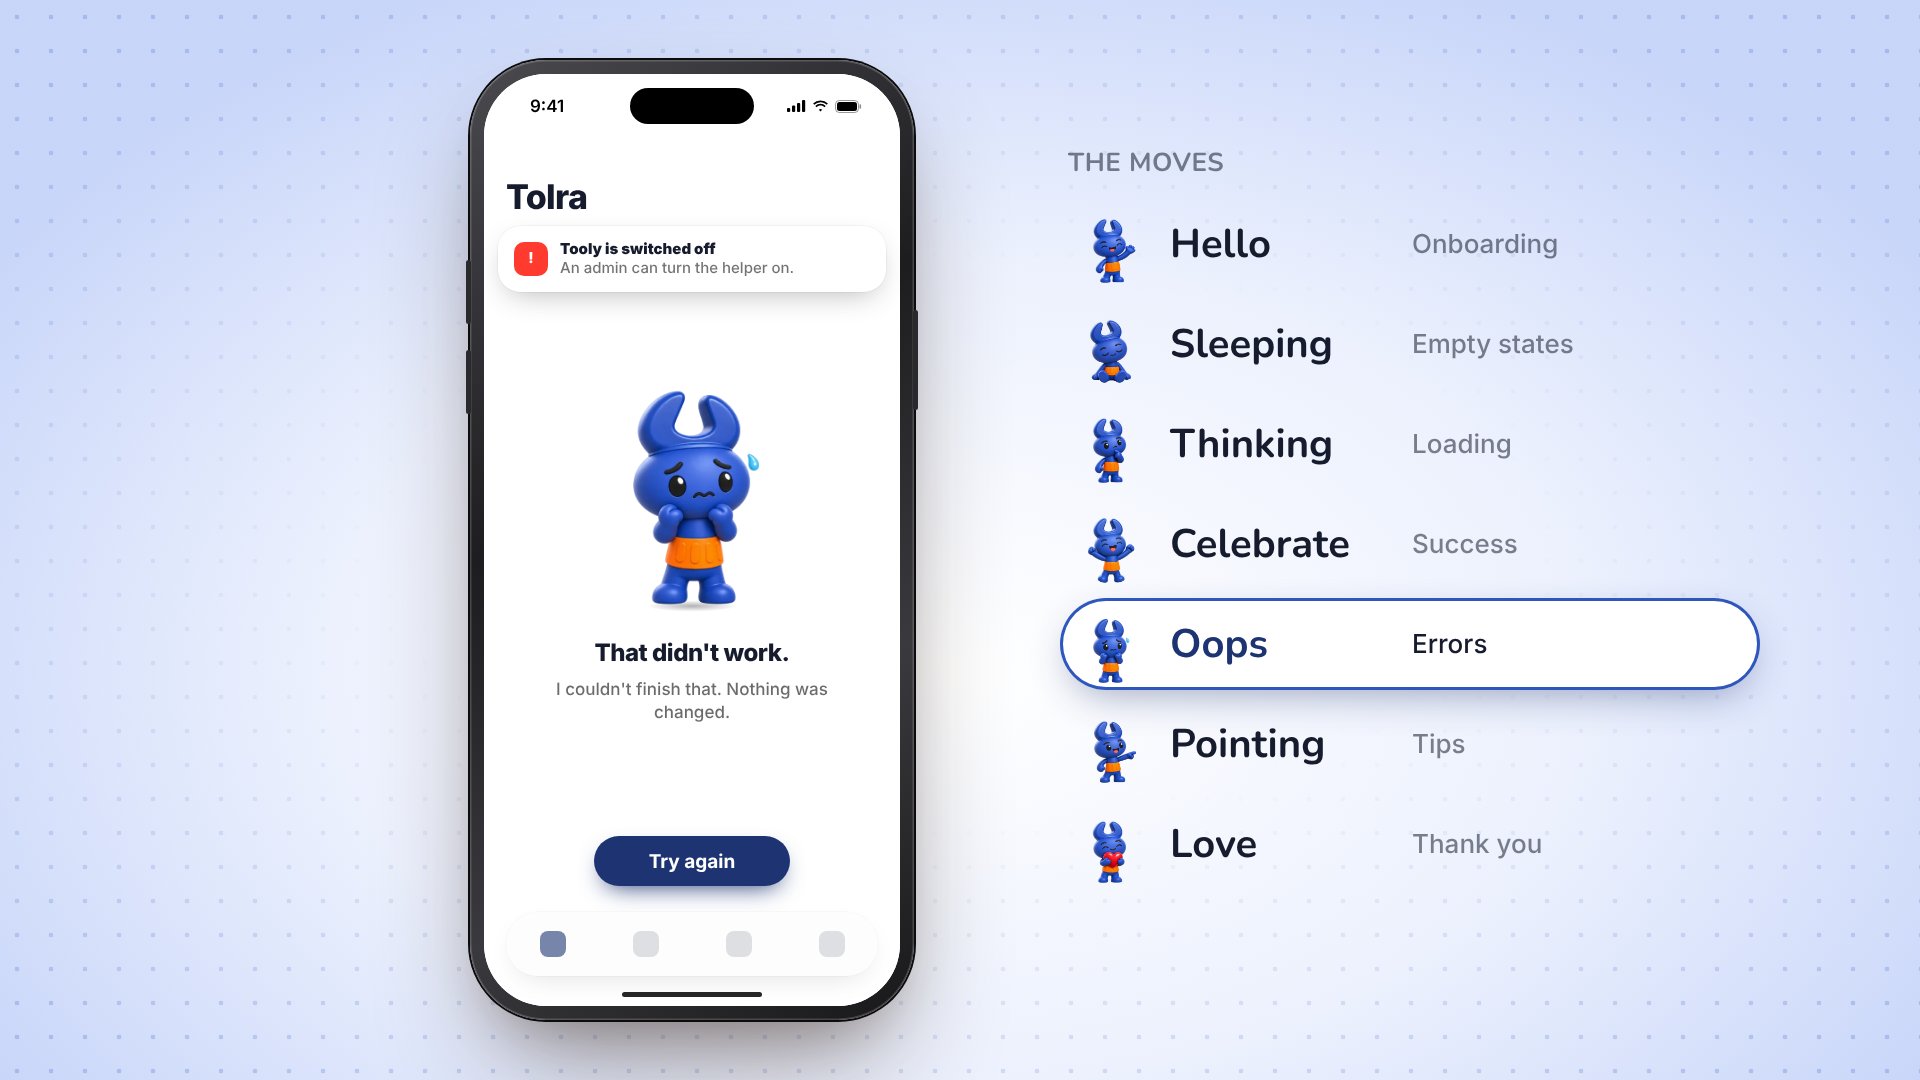 9:41
Tolra
!
Tooly is switched off
An admin can turn the helper on.
That didn't work.
I couldn't finish that. Nothing was
changed.
Try again
THE MOVES
Hello Onboarding
Sleeping Empty states
Thinking Loading
Celebrate Success
Oops Errors
Pointing Tips
Love Thank you